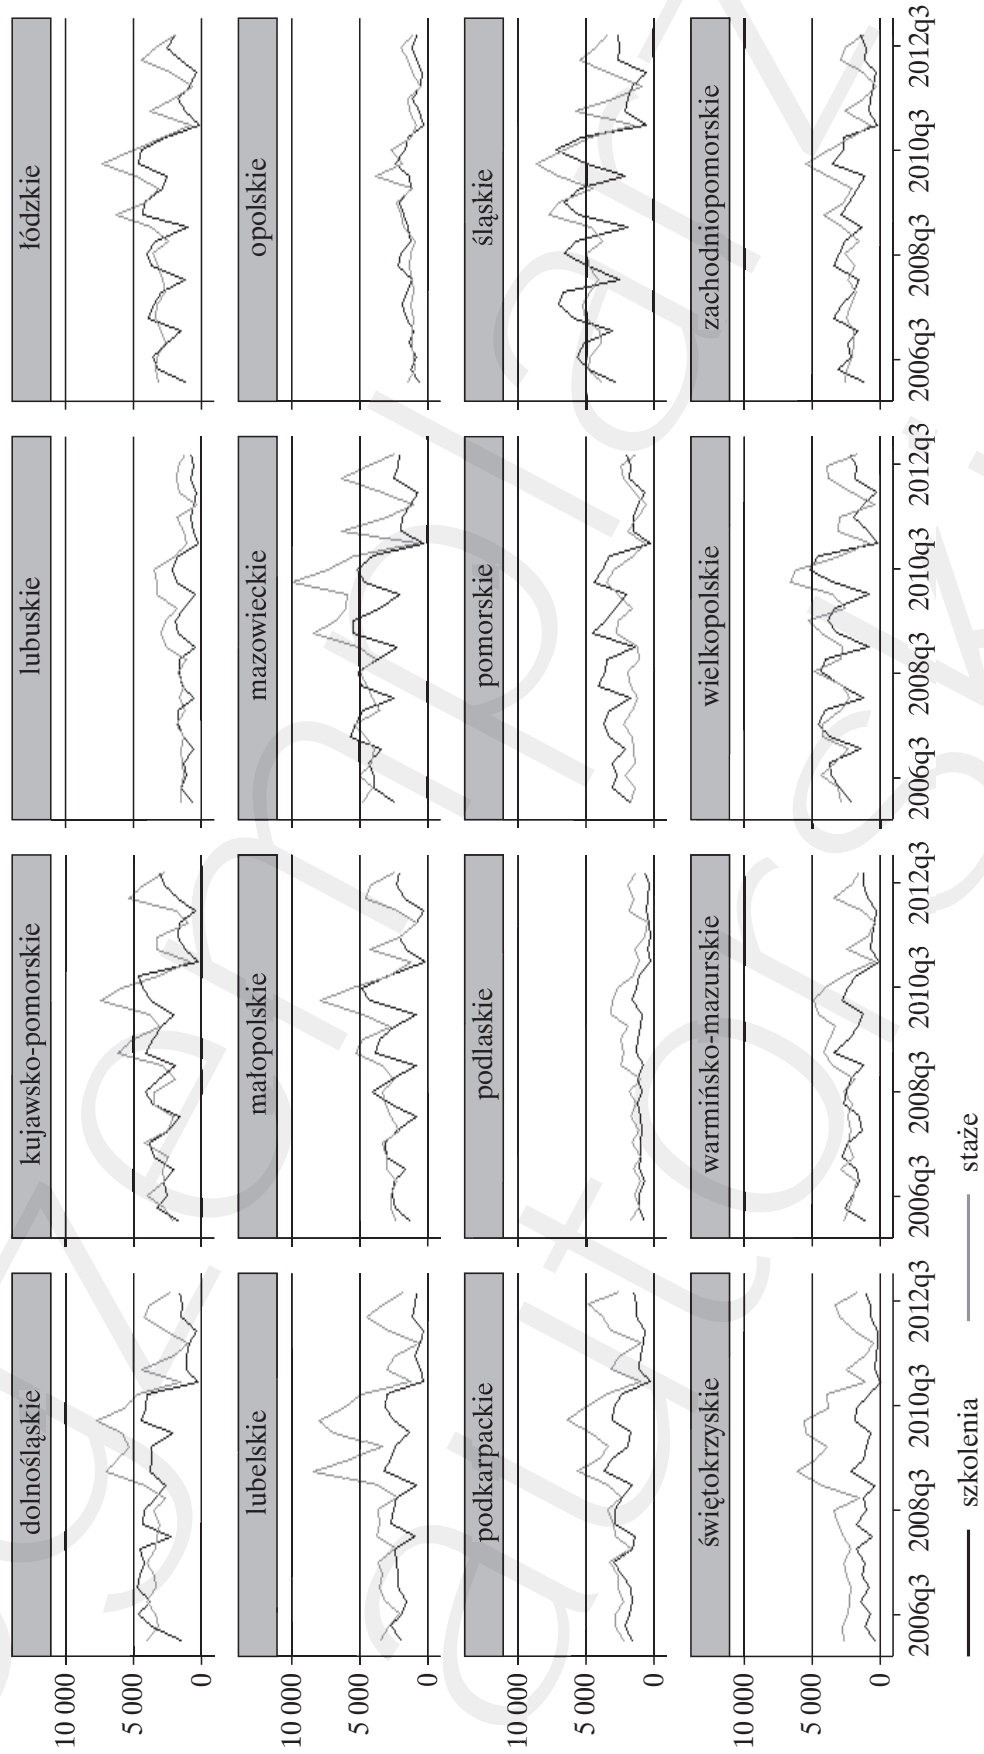 dolnośląskie kujawsko-pomorskie lubuskie łódzkie
10 000
5 000
0
lubelskie małopolskie mazowieckie opolskie
10 000
5 000
0
podkarpackie podlaskie pomorskie śląskie
10 000
5 000
0
świętokrzyskie warmińsko-mazurskie wielkopolskie zachodniopomorskie
10 000
5 000
0
2006q3 2008q3 2010q3 2012q3 2006q3 2008q3 2010q3 2012q3 2006q3 2008q3 2010q3 2012q3 2006q3 2008q3 2010q3 2012q3
szkolenia staże